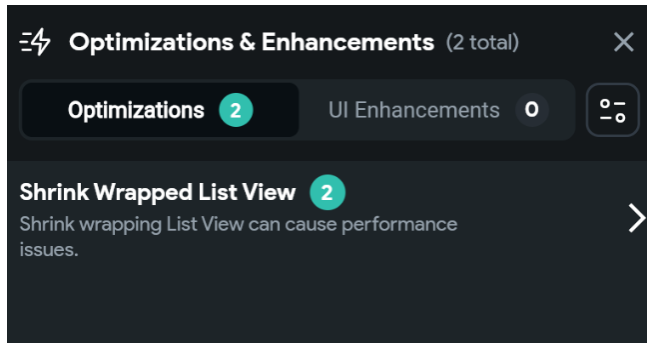 Optimizations & Enhancements (2 total)
Optimizations 2 UI Enhancements 0
Shrink Wrapped List View 2
Shrink wrapping List View can cause performance
issues.